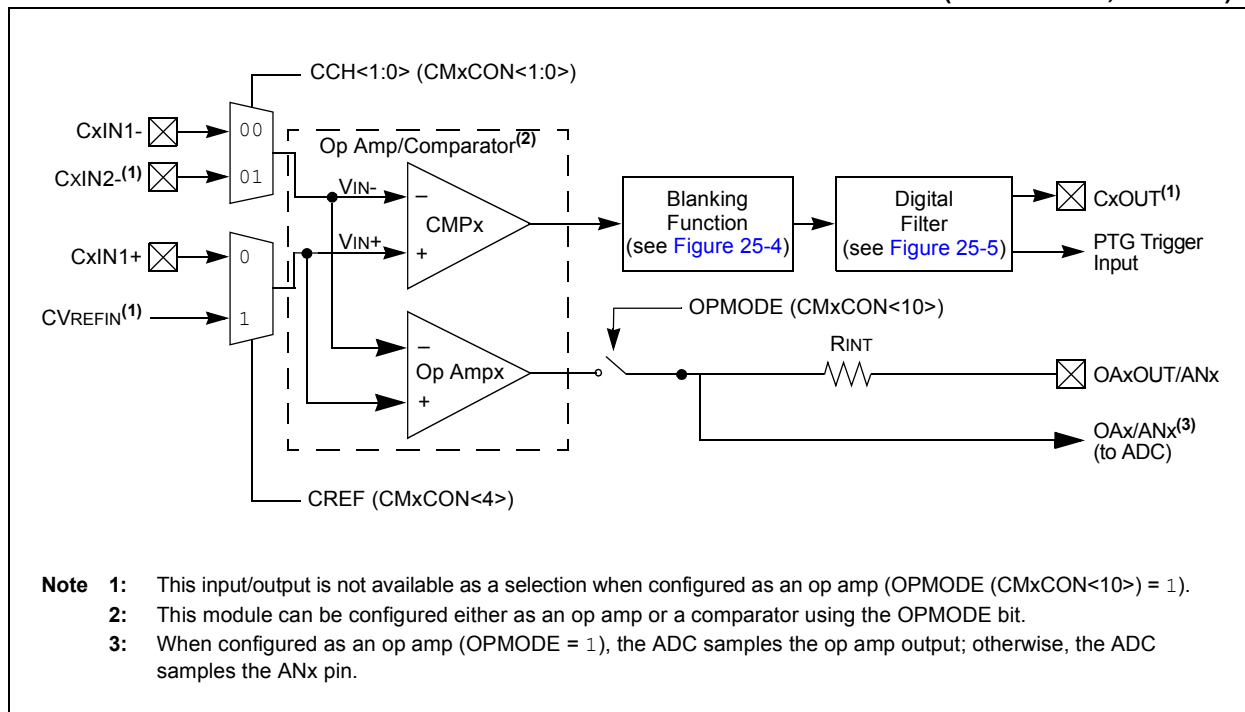 CCH<1:0> (CMxCON<1:0>)
CxIN1-
00
Op Amp/Comparator(2)
CxIN2-(1)
01
VIN-
–
CMPx
Blanking
Function
(see Figure 25-4)
Digital
Filter
(see Figure 25-5)
CxOUT(1)
PTG Trigger
Input
CxIN1+
0
VIN+
+
CVREFIN(1)
1
OPMODE (CMxCON<10>)
–
Op Ampx
+
RINT
OAxOUT/ANx
OAx/ANx(3)
(to ADC)
CREF (CMxCON<4>)
Note 1: This input/output is not available as a selection when configured as an op amp (OPMODE (CMxCON<10>) = 1).
2: This module can be configured either as an op amp or a comparator using the OPMODE bit.
3: When configured as an op amp (OPMODE = 1), the ADC samples the op amp output; otherwise, the ADC
samples the ANx pin.